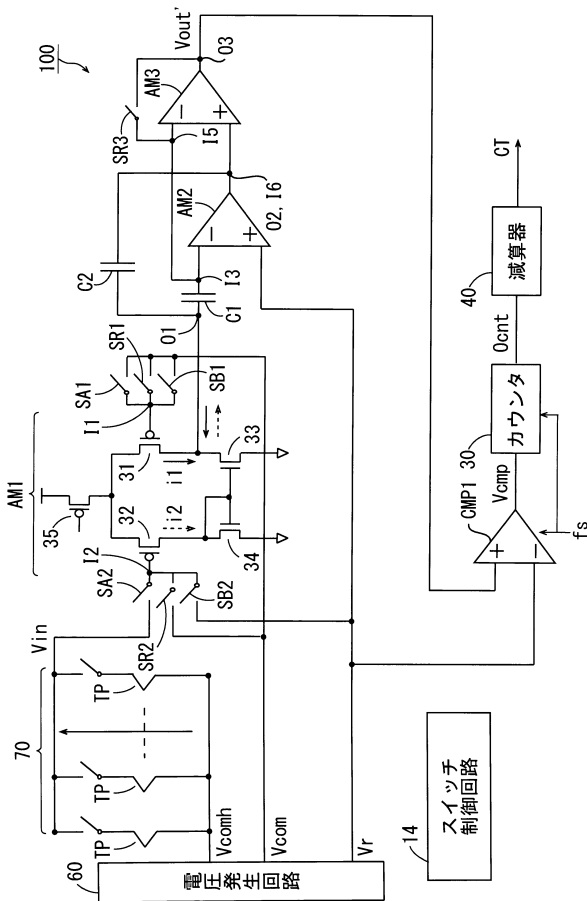 100
Vout'
O3
AM3
SR3
−
+
I5
AM2
O2, I6
−
+
C2
I3
C1
O1
SA1
SR1
SB1
I1
AM1
31
i1
33
35
32
i2
34
I2
SA2
SR2
SB2
Vin
70
TP
TP
TP
Vcomh
Vcom
Vr
60
電圧発生回路
CT
40
減算器
Ocnt
30
カウンタ
Vcmp
CMP1
+
−
fs
14
スイッチ
制御回路